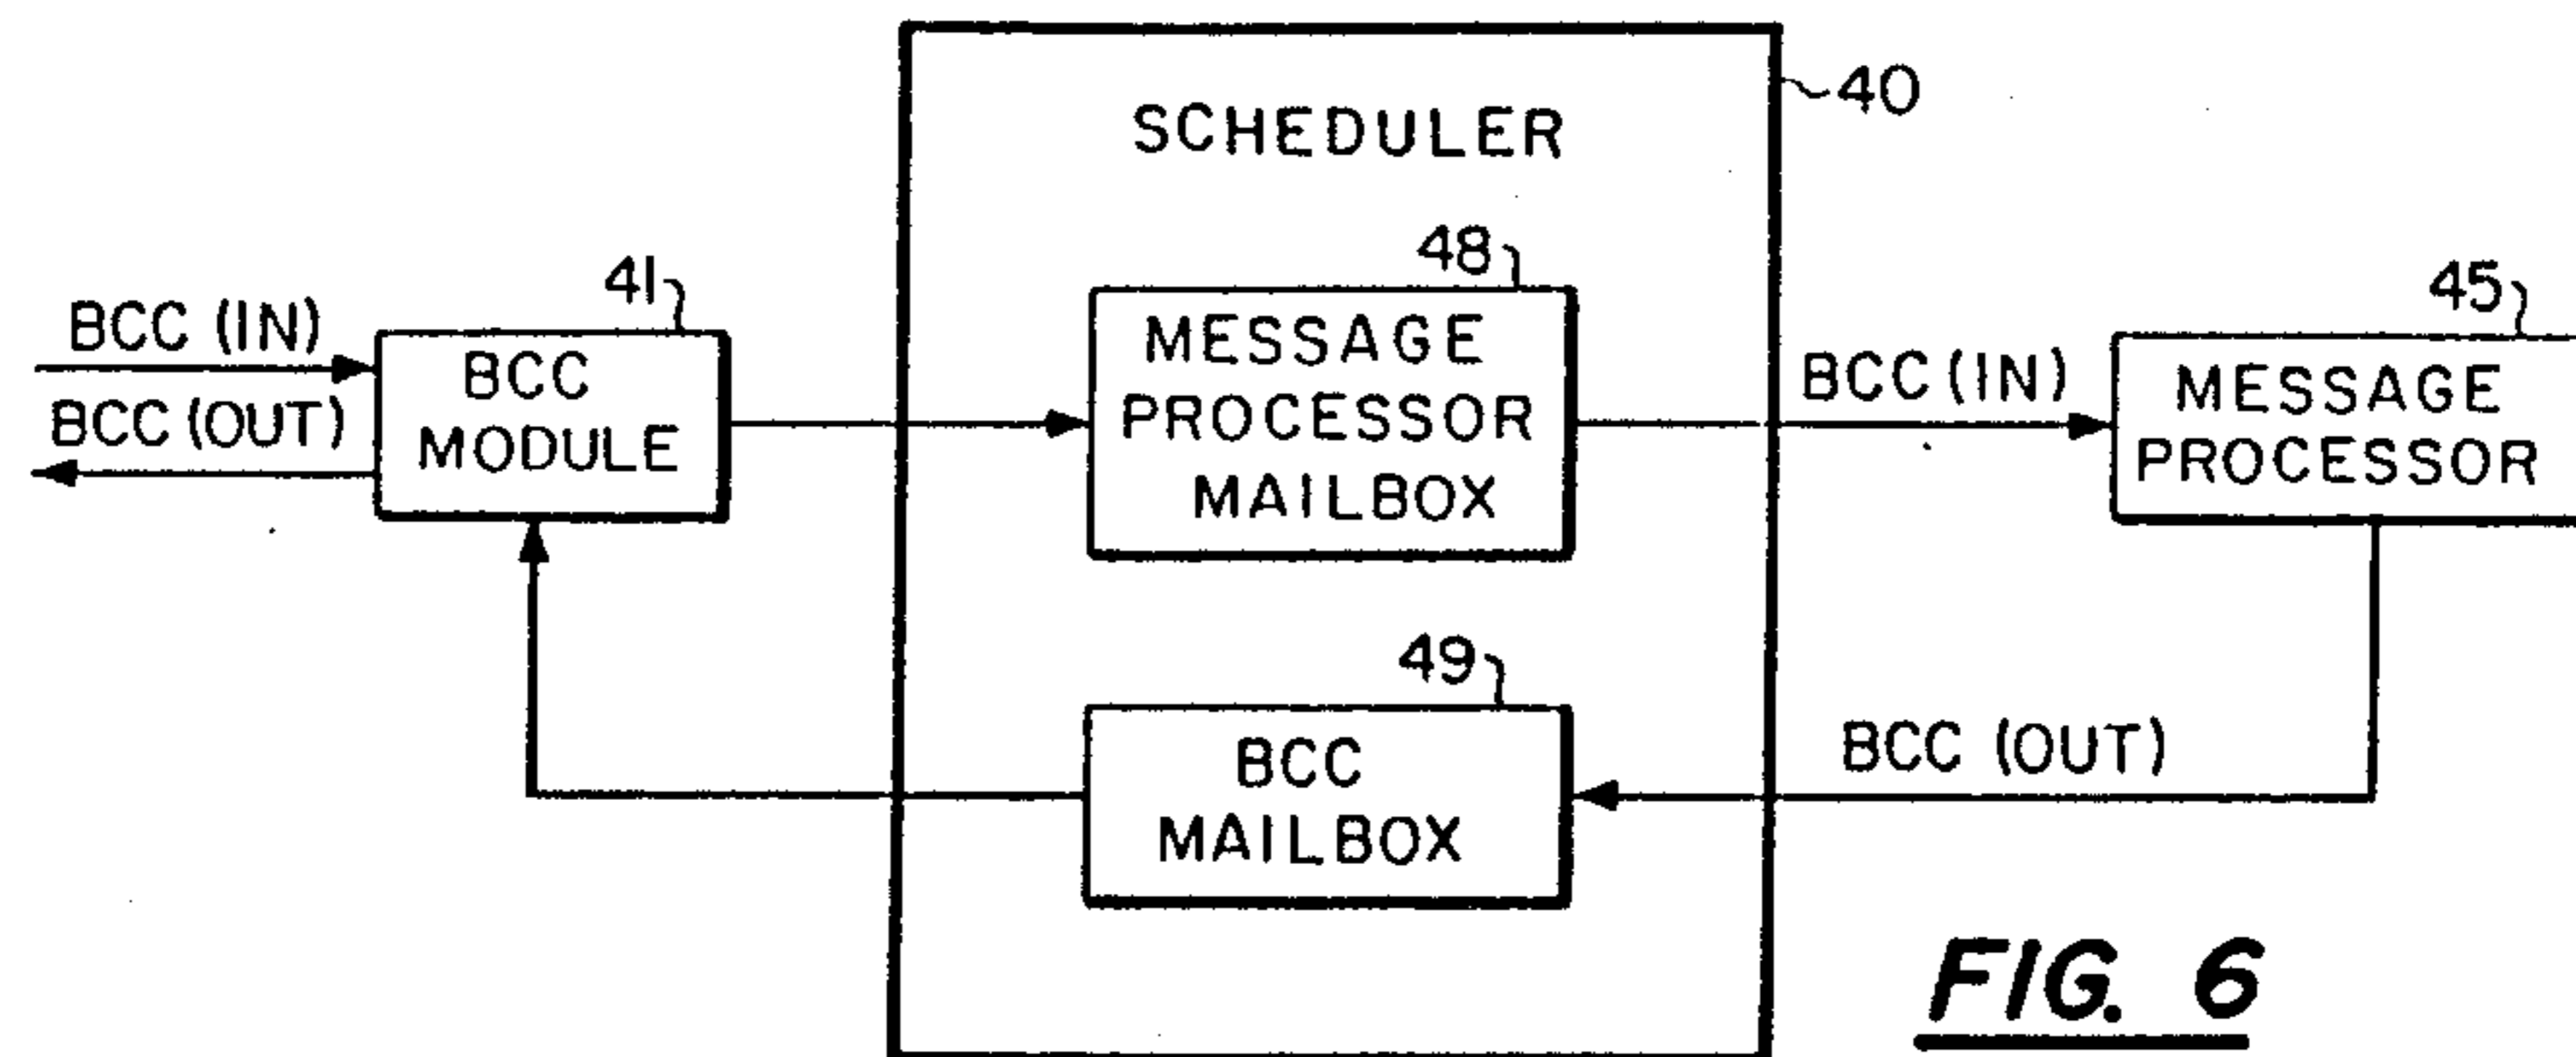 40
SCHEDULER
48
41
45
BCC (IN)
BCC (OUT)
BCC
MODULE
MESSAGE
PROCESSOR
MAILBOX
BCC (IN)
MESSAGE
PROCESSOR
49
BCC
MAILBOX
BCC (OUT)
FIG. 6